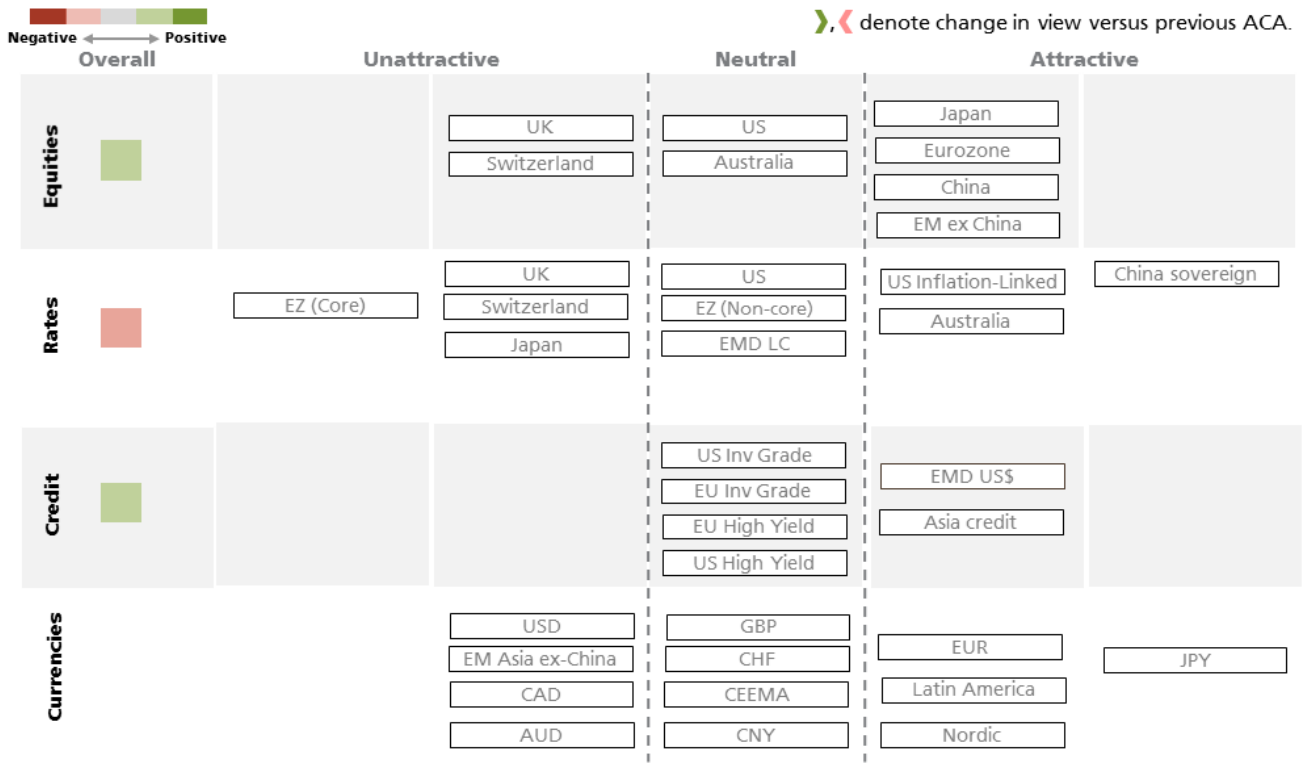 Negative Positive
, denote change in view versus previous ACA.
Overall Unattractive Neutral Attractive
Equities
UK
Switzerland
US
Australia
Japan
Eurozone
China
EM ex China
Rates
EZ (Core)
UK
Switzerland
Japan
US
EZ (Non-core)
EMD LC
US Inflation-Linked
Australia
China sovereign
Credit
US Inv Grade
EU Inv Grade
EU High Yield
US High Yield
EMD US$
Asia credit
Currencies
USD
EM Asia ex-China
CAD
AUD
GBP
CHF
CEEMA
CNY
EUR
Latin America
Nordic
JPY